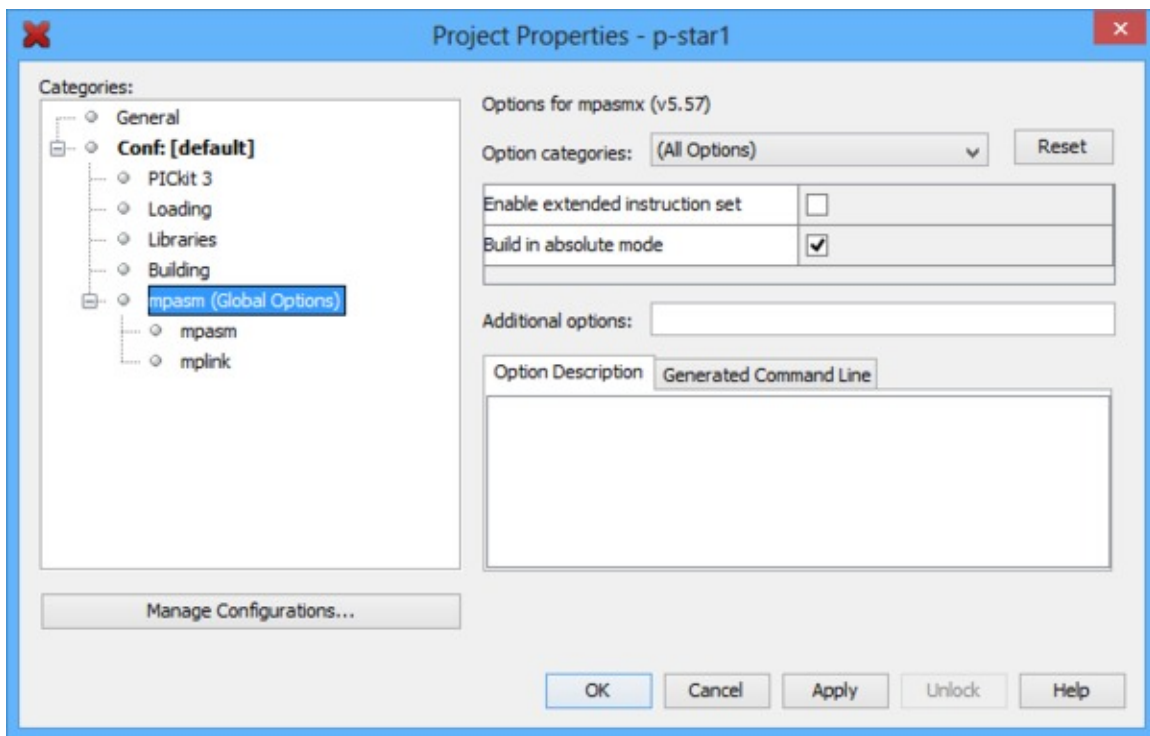 Project Properties - p-star1
Categories:
General
Conf: [default]
PICkit 3
Loading
Libraries
Building
mpasm (Global Options)
mpasm
mplink
Manage Configurations...
Options for mpasmx (v5.57)
Option categories: (All Options) Reset
Enable extended instruction set
Build in absolute mode
Additional options:
Option Description Generated Command Line
OK Cancel Apply Unlock Help